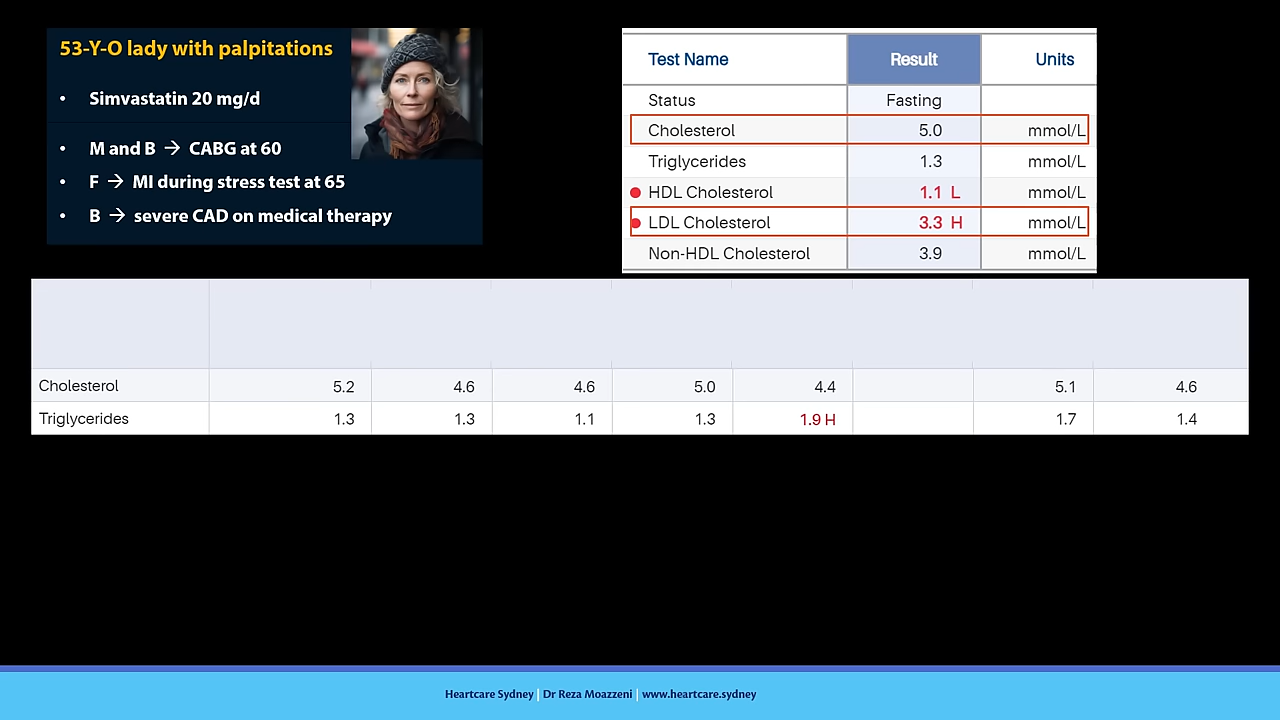 53-Y-O lady with palpitations
• Simvastatin 20 mg/d
• M and B → CABG at 60
• F → MI during stress test at 65
• B → severe CAD on medical therapy
Test Name Result Units
Status Fasting
Cholesterol 5.0 mmol/L
Triglycerides 1.3 mmol/L
HDL Cholesterol 1.1 L mmol/L
LDL Cholesterol 3.3 H mmol/L
Non-HDL Cholesterol 3.9 mmol/L
Cholesterol 5.2 4.6 4.6 5.0 4.4 5.1 4.6
Triglycerides 1.3 1.3 1.1 1.3 1.9 H 1.7 1.4
Heartcare Sydney | Dr Reza Moazzeni | www.heartcare.sydney